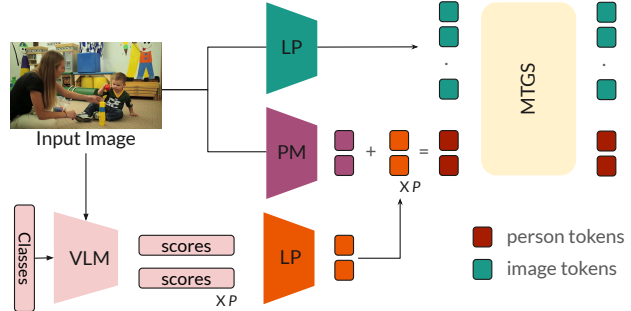 LP
MTGS
Input Image
PM
+
=
X P
Classes
VLM
scores
scores
X P
LP
person tokens
image tokens